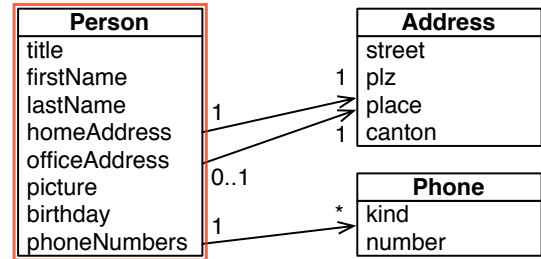 Person
title
firstName
lastName
homeAddress
officeAddress
picture
birthday
phoneNumbers
1
0..1
1
1
1
*
Address
street
plz
place
canton
Phone
kind
number